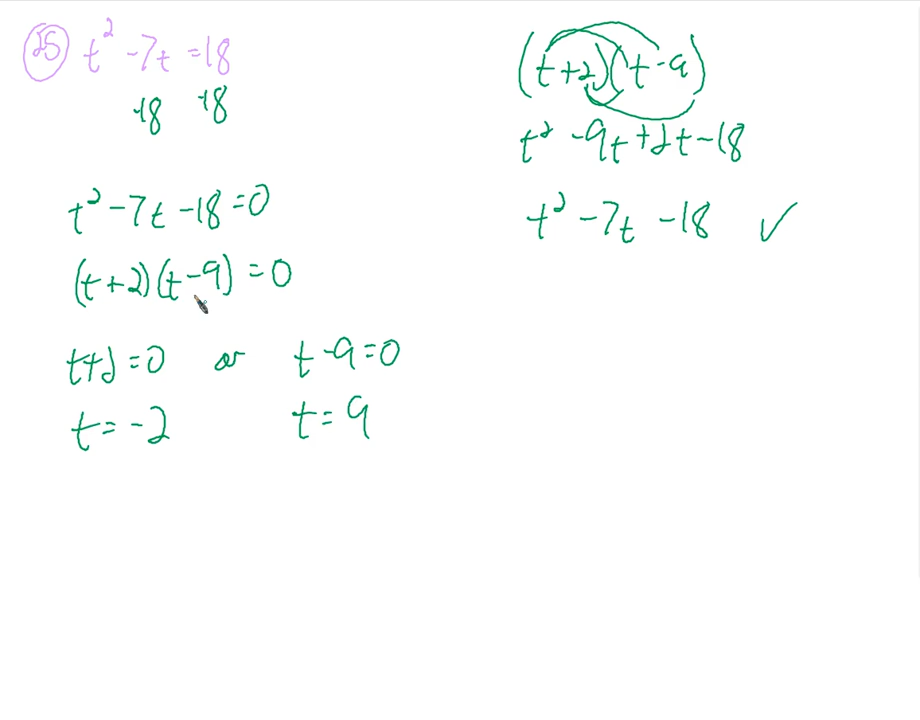 25 t² -7t =18
-18 -18
t² -7t -18 =0
(t+2)(t-9) =0
t+2 =0 or t-9=0
t= -2 t= 9
(t+2)(t-9)
t² -9t +2t -18
t² -7t -18 ✓